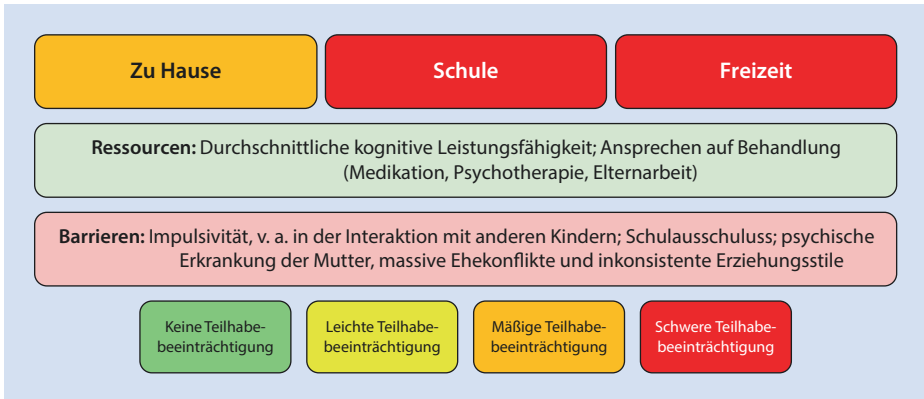 Zu Hause
Schule
Freizeit
Ressourcen: Durchschnittliche kognitive Leistungsfähigkeit; Ansprechen auf Behandlung
(Medikation, Psychotherapie, Elternarbeit)
Barrieren: Impulsivität, v. a. in der Interaktion mit anderen Kindern; Schulausschuluss; psychische
Erkrankung der Mutter, massive Ehekonflikte und inkonsistente Erziehungsstile
Keine Teilhabe-
beeinträchtigung
Leichte Teilhabe-
beeinträchtigung
Mäßige Teilhabe-
beeinträchtigung
Schwere Teilhabe-
beeinträchtigung